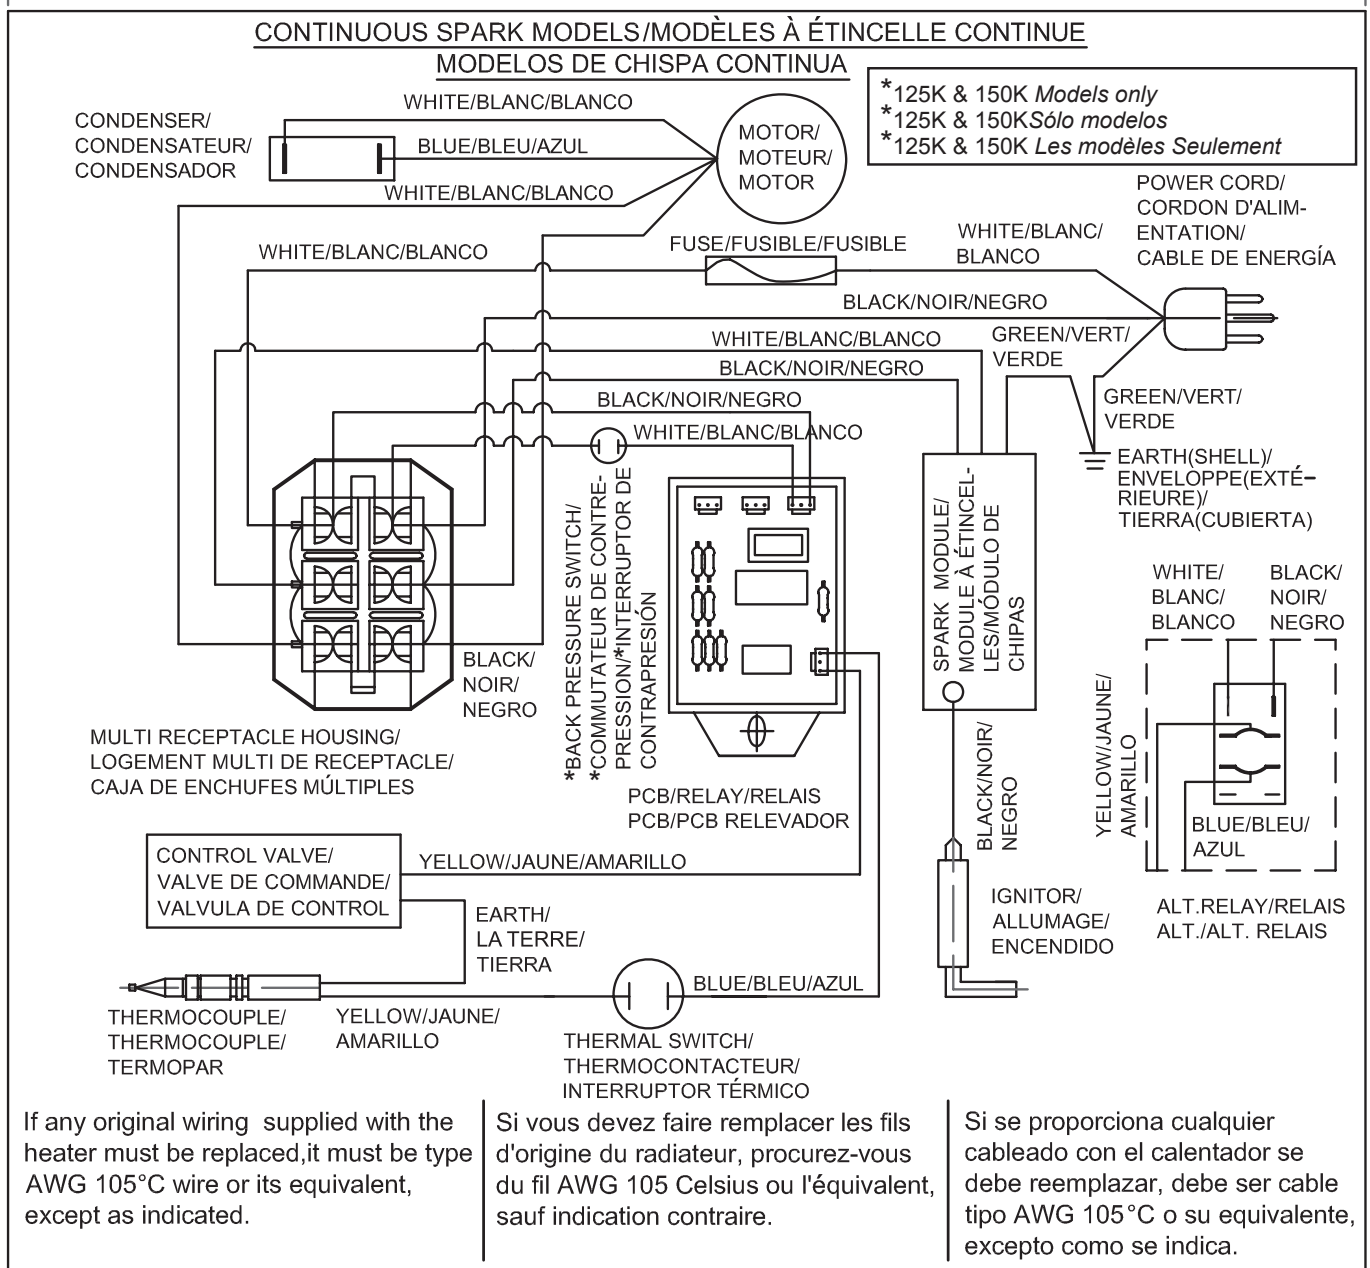 CONTINUOUS SPARK MODELS/MODÈLES À ÉTINCELLE CONTINUE
MODELOS DE CHISPA CONTINUA
*125K & 150K Models only
*125K & 150KSólo modelos
*125K & 150K Les modèles Seulement
WHITE/BLANC/BLANCO
CONDENSER/
CONDENSATEUR/
CONDENSADOR
BLUE/BLEU/AZUL
MOTOR/
MOTEUR/
MOTOR
WHITE/BLANC/BLANCO
POWER CORD/
CORDON D'ALIM-
ENTATION/
CABLE DE ENERGÍA
WHITE/BLANC/BLANCO
FUSE/FUSIBLE/FUSIBLE
WHITE/BLANC/
BLANCO
BLACK/NOIR/NEGRO
WHITE/BLANC/BLANCO
GREEN/VERT/
VERDE
BLACK/NOIR/NEGRO
BLACK/NOIR/NEGRO
GREEN/VERT/
VERDE
WHITE/BLANC/BLANCO
EARTH(SHELL)/
ENVELOPPE(EXTÉ-
RIEURE)/
TIERRA(CUBIERTA)
*BACK PRESSURE SWITCH/
*COMMUTATEUR DE CONTRE-
PRESSION/*INTERRUPTOR DE
CONTRAPRESIÓN
SPARK MODULE/
MODULE À ÉTINCEL-
LES/MÓDULO DE
CHIPAS
WHITE/
BLANC/
BLANCO
BLACK/
NOIR/
NEGRO
BLACK/
NOIR/
NEGRO
YELLOW/JAUNE/
AMARILLO
MULTI RECEPTACLE HOUSING/
LOGEMENT MULTI DE RECEPTACLE/
CAJA DE ENCHUFES MÚLTIPLES
PCB/RELAY/RELAIS
PCB/PCB RELEVADOR
BLACK/NOIR/
NEGRO
BLUE/BLEU/
AZUL
CONTROL VALVE/
VALVE DE COMMANDE/
VALVULA DE CONTROL
YELLOW/JAUNE/AMARILLO
IGNITOR/
ALLUMAGE/
ENCENDIDO
ALT.RELAY/RELAIS
ALT./ALT. RELAIS
EARTH/
LA TERRE/
TIERRA
BLUE/BLEU/AZUL
THERMOCOUPLE/
THERMOCOUPLE/
TERMOPAR
YELLOW/JAUNE/
AMARILLO
THERMAL SWITCH/
THERMOCONTACTEUR/
INTERRUPTOR TÉRMICO
If any original wiring supplied with the
heater must be replaced,it must be type
AWG 105°C wire or its equivalent,
except as indicated.
Si vous devez faire remplacer les fils
d'origine du radiateur, procurez-vous
du fil AWG 105 Celsius ou l'équivalent,
sauf indication contraire.
Si se proporciona cualquier
cableado con el calentador se
debe reemplazar, debe ser cable
tipo AWG 105°C o su equivalente,
excepto como se indica.